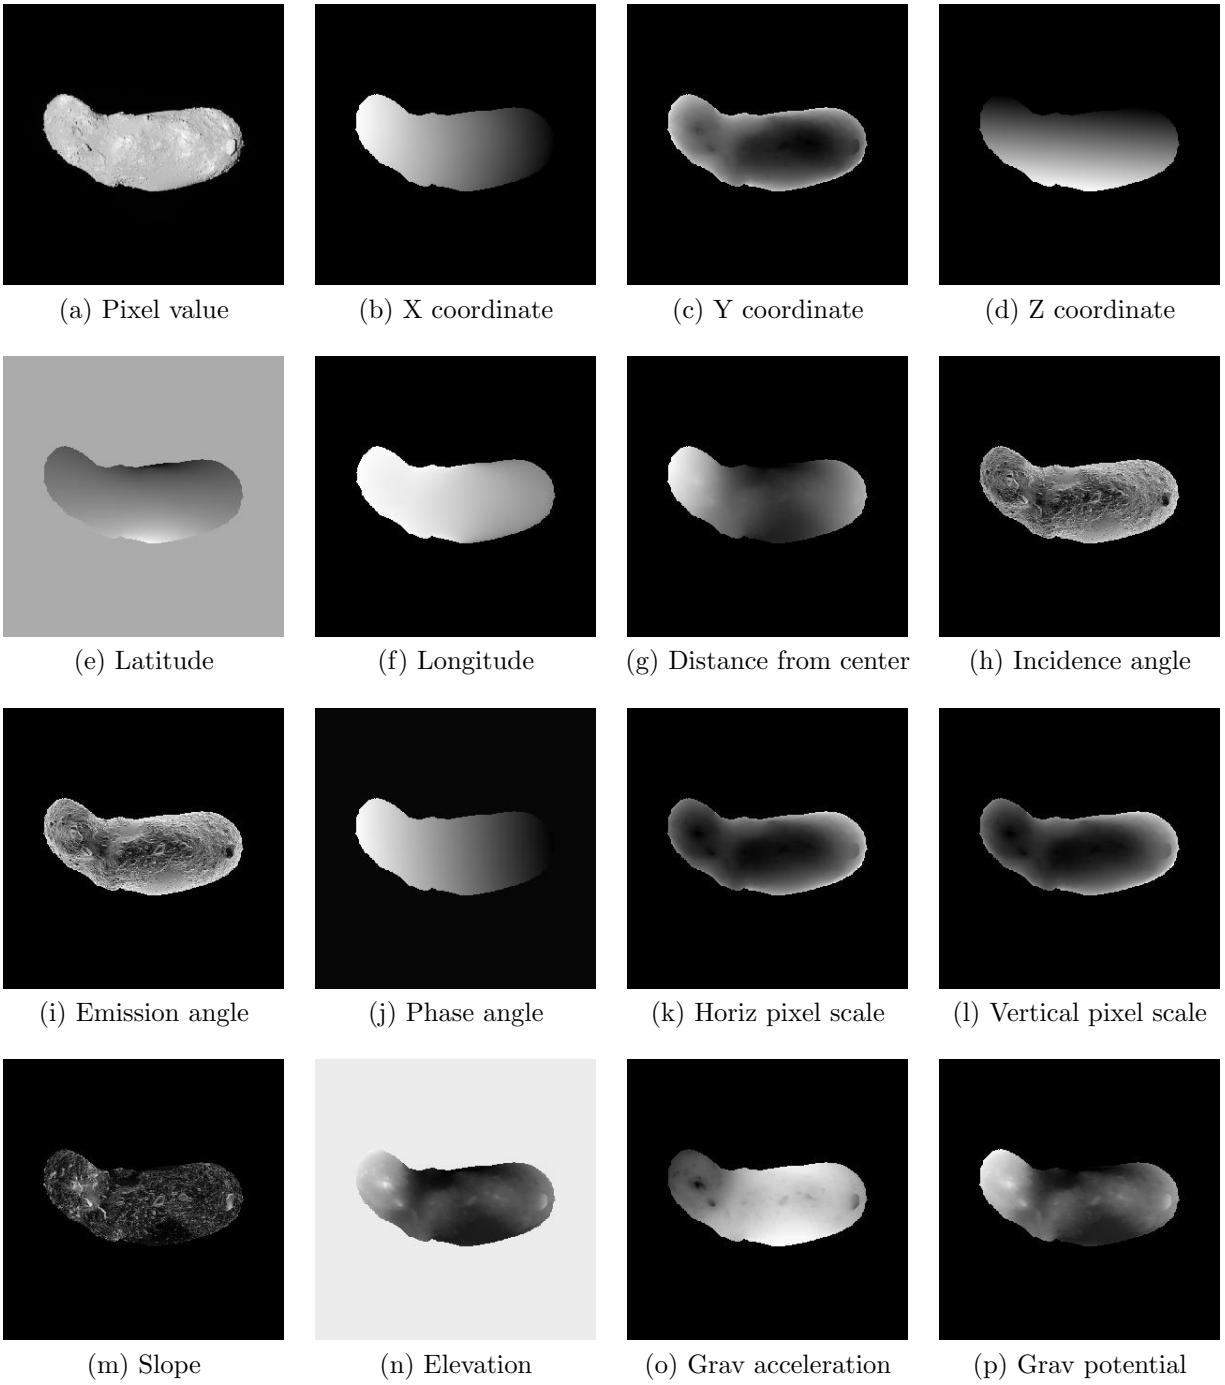 (a) Pixel value
(b) X coordinate
(c) Y coordinate
(d) Z coordinate
(e) Latitude
(f) Longitude
(g) Distance from center
(h) Incidence angle
(i) Emission angle
(j) Phase angle
(k) Horiz pixel scale
(l) Vertical pixel scale
(m) Slope
(n) Elevation
(o) Grav acceleration
(p) Grav potential